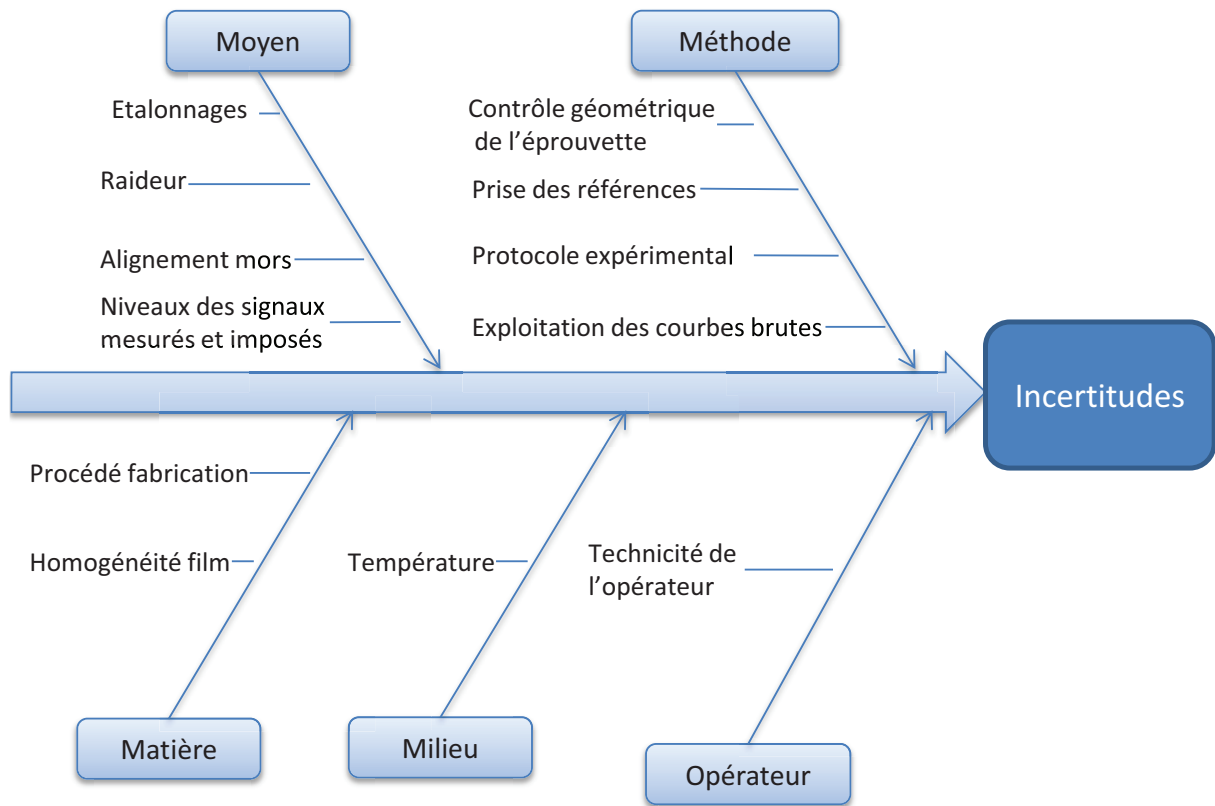 Moyen
Méthode
Etalonnages
Raideur
Alignement mors
Niveaux des signaux
mesurés et imposés
Contrôle géométrique
de l’éprouvette
Prise des références
Protocole expérimental
Exploitation des courbes brutes
Incertitudes
Procédé fabrication
Homogénéité film
Température
Technicité de
l’opérateur
Matière
Milieu
Opérateur